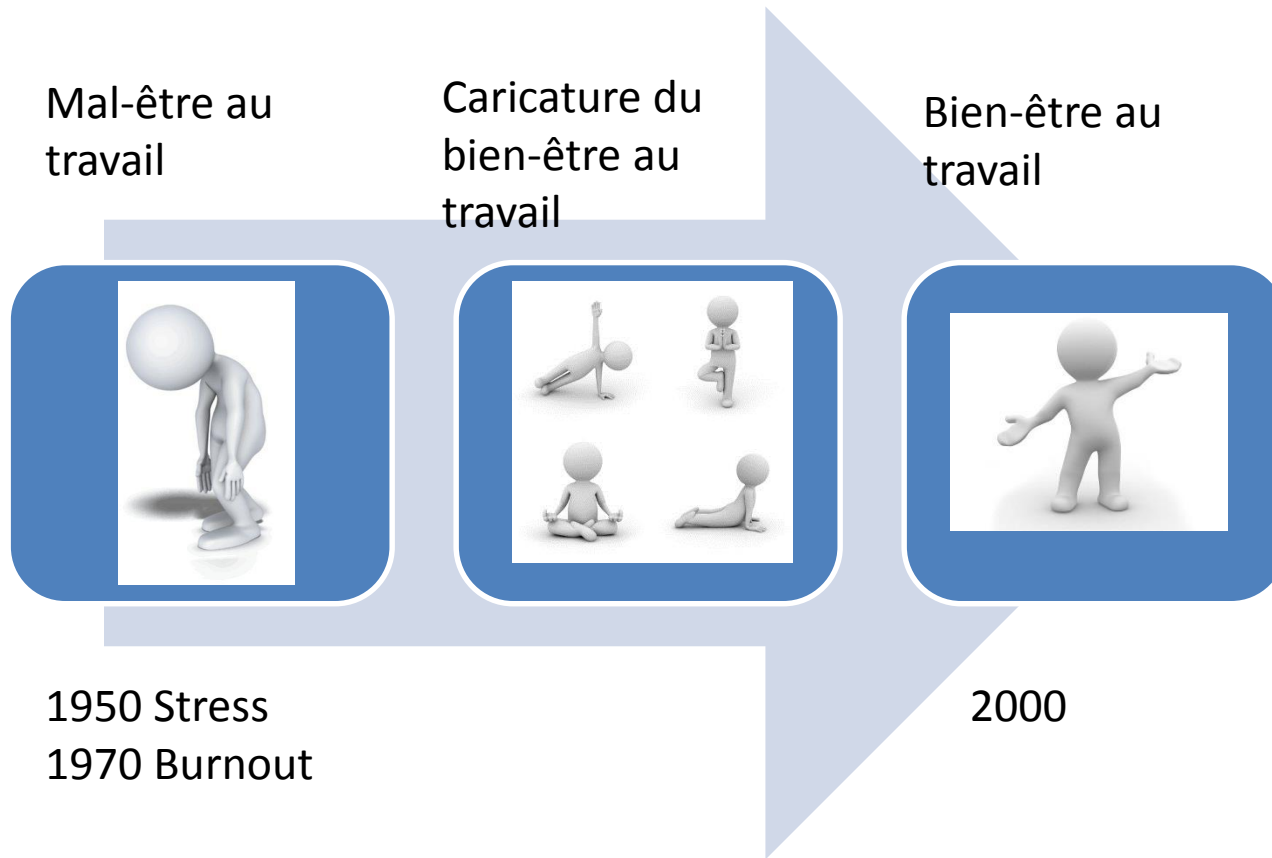 Mal-être au
travail
Caricature du
bien-être au
travail
Bien-être au
travail
1950 Stress
1970 Burnout
2000